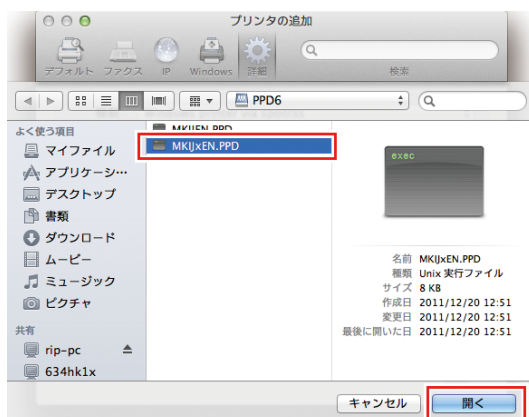 プリンタの追加
デフォルト ファクス IP Windows 詳細 検索
PPD6
よく使う項目
マイファイル
アプリケーシ…
デスクトップ
書類
ダウンロード
ムービー
ミュージック
ピクチャ
共有
rip-pc
634hk1x
MKIJxEN.PPD
exec
名前 MKIJxEN.PPD
種類 Unix 実行ファイル
サイズ 8 KB
作成日 2011/12/20 12:51
変更日 2011/12/20 12:51
最後に開いた日 2011/12/20 12:51
キャンセル 開く